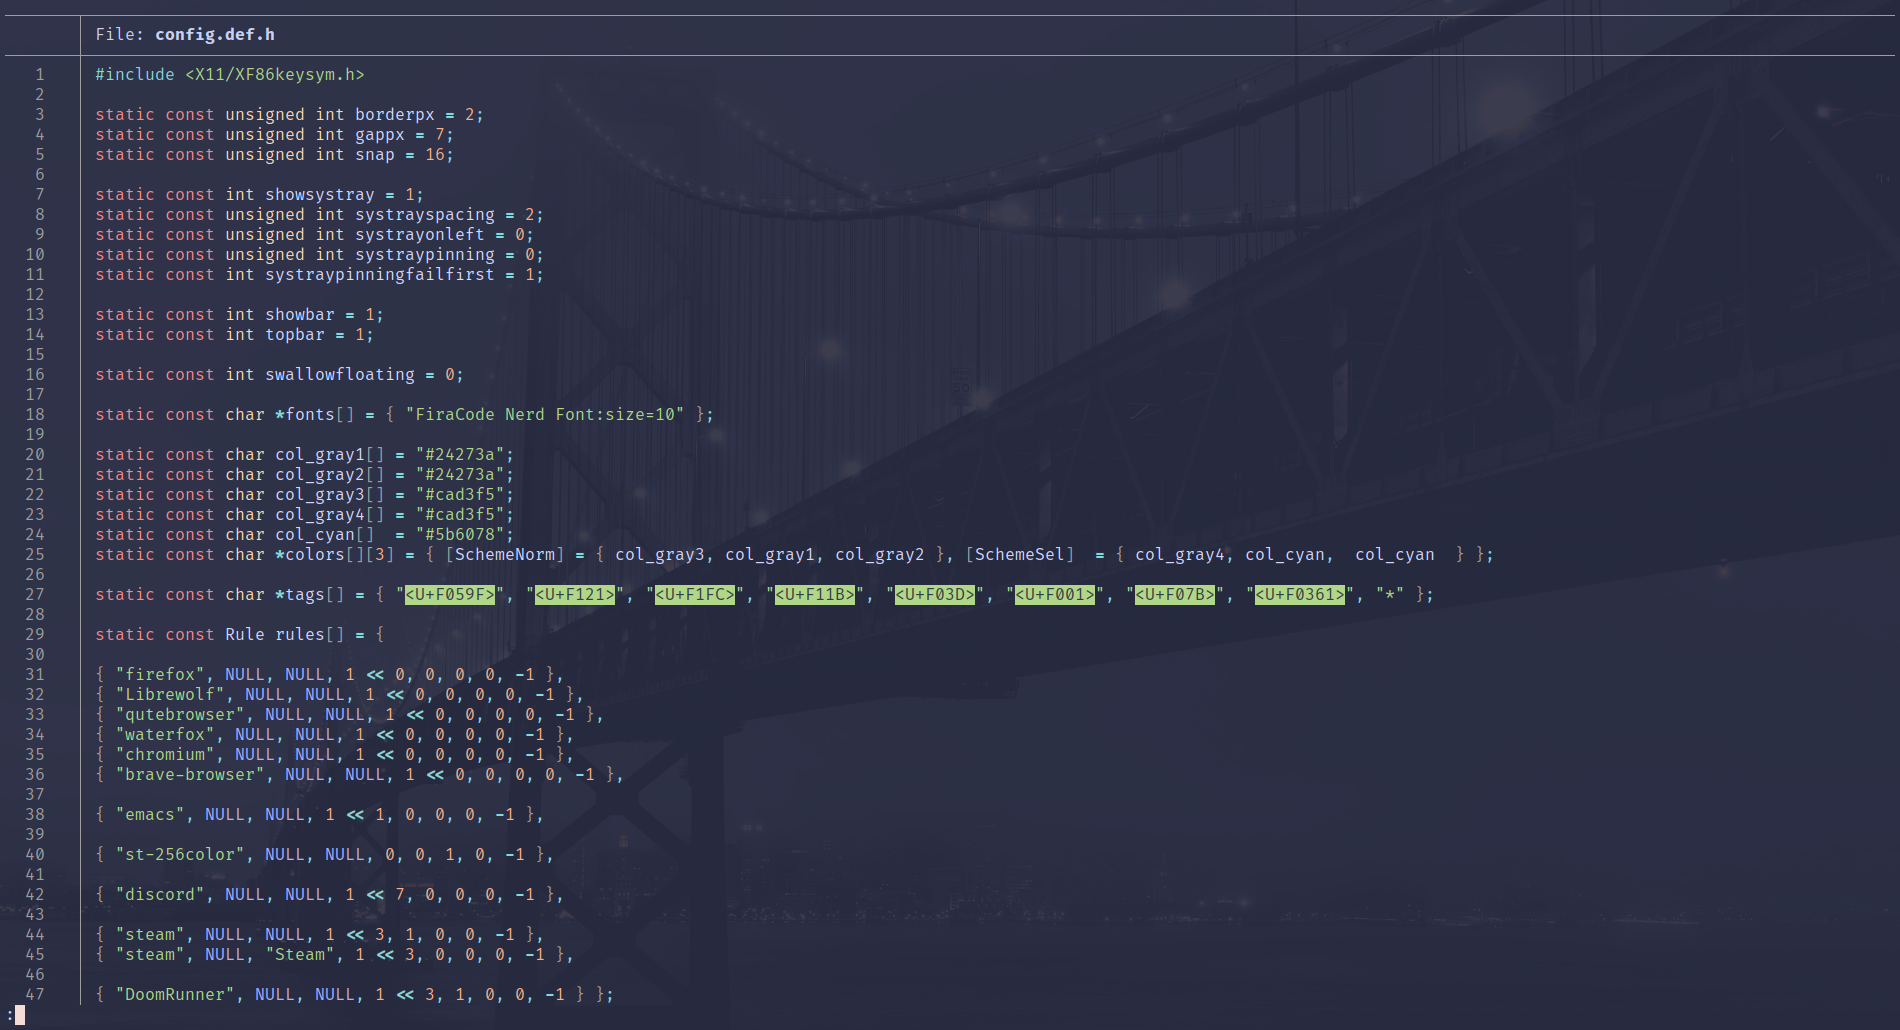 File: config.def.h
1 #include <X11/XF86keysym.h>
2
3 static const unsigned int borderpx = 2;
4 static const unsigned int gappx = 7;
5 static const unsigned int snap = 16;
6
7 static const int showsystray = 1;
8 static const unsigned int systrayspacing = 2;
9 static const unsigned int systrayonleft = 0;
10 static const unsigned int systraypinning = 0;
11 static const int systraypinningfailfirst = 1;
12
13 static const int showbar = 1;
14 static const int topbar = 1;
15
16 static const int swallowfloating = 0;
17
18 static const char *fonts[] = { "FiraCode Nerd Font:size=10" };
19
20 static const char col_gray1[] = "#24273a";
21 static const char col_gray2[] = "#24273a";
22 static const char col_gray3[] = "#cad3f5";
23 static const char col_gray4[] = "#cad3f5";
24 static const char col_cyan[]  = "#5b6078";
25 static const char *colors[][3] = { [SchemeNorm] = { col_gray3, col_gray1, col_gray2 }, [SchemeSel]  = { col_gray4, col_cyan,  col_cyan  } };
26
27 static const char *tags[] = { "<U+F059F>", "<U+F121>", "<U+F1FC>", "<U+F11B>", "<U+F03D>", "<U+F001>", "<U+F07B>", "<U+F0361>", "*" };
28
29 static const Rule rules[] = {
30
31 { "firefox", NULL, NULL, 1 << 0, 0, 0, 0, -1 },
32 { "Librewolf", NULL, NULL, 1 << 0, 0, 0, 0, -1 },
33 { "qutebrowser", NULL, NULL, 1 << 0, 0, 0, 0, -1 },
34 { "waterfox", NULL, NULL, 1 << 0, 0, 0, 0, -1 },
35 { "chromium", NULL, NULL, 1 << 0, 0, 0, 0, -1 },
36 { "brave-browser", NULL, NULL, 1 << 0, 0, 0, 0, -1 },
37
38 { "emacs", NULL, NULL, 1 << 1, 0, 0, 0, -1 },
39
40 { "st-256color", NULL, NULL, 0, 0, 1, 0, -1 },
41
42 { "discord", NULL, NULL, 1 << 7, 0, 0, 0, -1 },
43
44 { "steam", NULL, NULL, 1 << 3, 1, 0, 0, -1 },
45 { "steam", NULL, "Steam", 1 << 3, 0, 0, 0, -1 },
46
47 { "DoomRunner", NULL, NULL, 1 << 3, 1, 0, 0, -1 } };
: